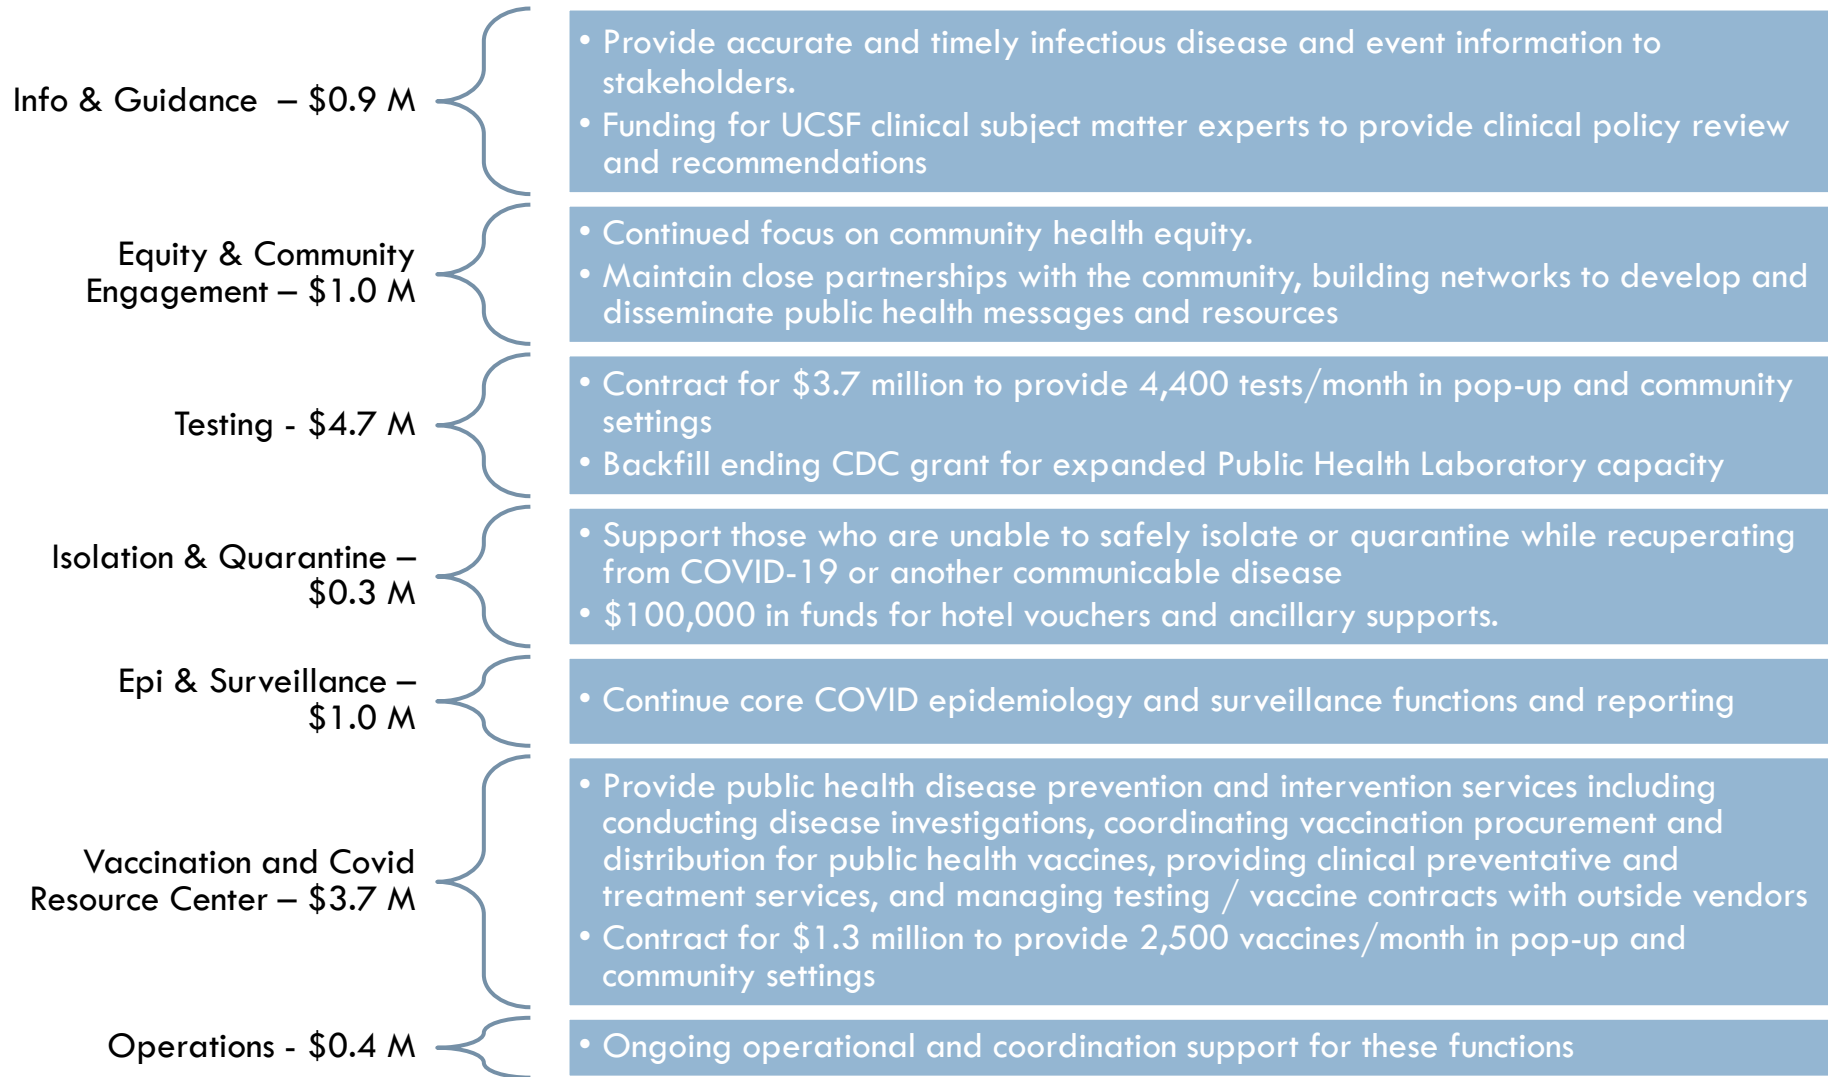 Info & Guidance – $0.9 M
• Provide accurate and timely infectious disease and event information to
stakeholders.
• Funding for UCSF clinical subject matter experts to provide clinical policy review
and recommendations
Equity & Community
Engagement – $1.0 M
• Continued focus on community health equity.
• Maintain close partnerships with the community, building networks to develop and
disseminate public health messages and resources
Testing - $4.7 M
• Contract for $3.7 million to provide 4,400 tests/month in pop-up and community
settings
• Backfill ending CDC grant for expanded Public Health Laboratory capacity
Isolation & Quarantine –
$0.3 M
• Support those who are unable to safely isolate or quarantine while recuperating
from COVID-19 or another communicable disease
• $100,000 in funds for hotel vouchers and ancillary supports.
Epi & Surveillance –
$1.0 M
• Continue core COVID epidemiology and surveillance functions and reporting
Vaccination and Covid
Resource Center – $3.7 M
• Provide public health disease prevention and intervention services including
conducting disease investigations, coordinating vaccination procurement and
distribution for public health vaccines, providing clinical preventative and
treatment services, and managing testing / vaccine contracts with outside vendors
• Contract for $1.3 million to provide 2,500 vaccines/month in pop-up and
community settings
Operations - $0.4 M
• Ongoing operational and coordination support for these functions